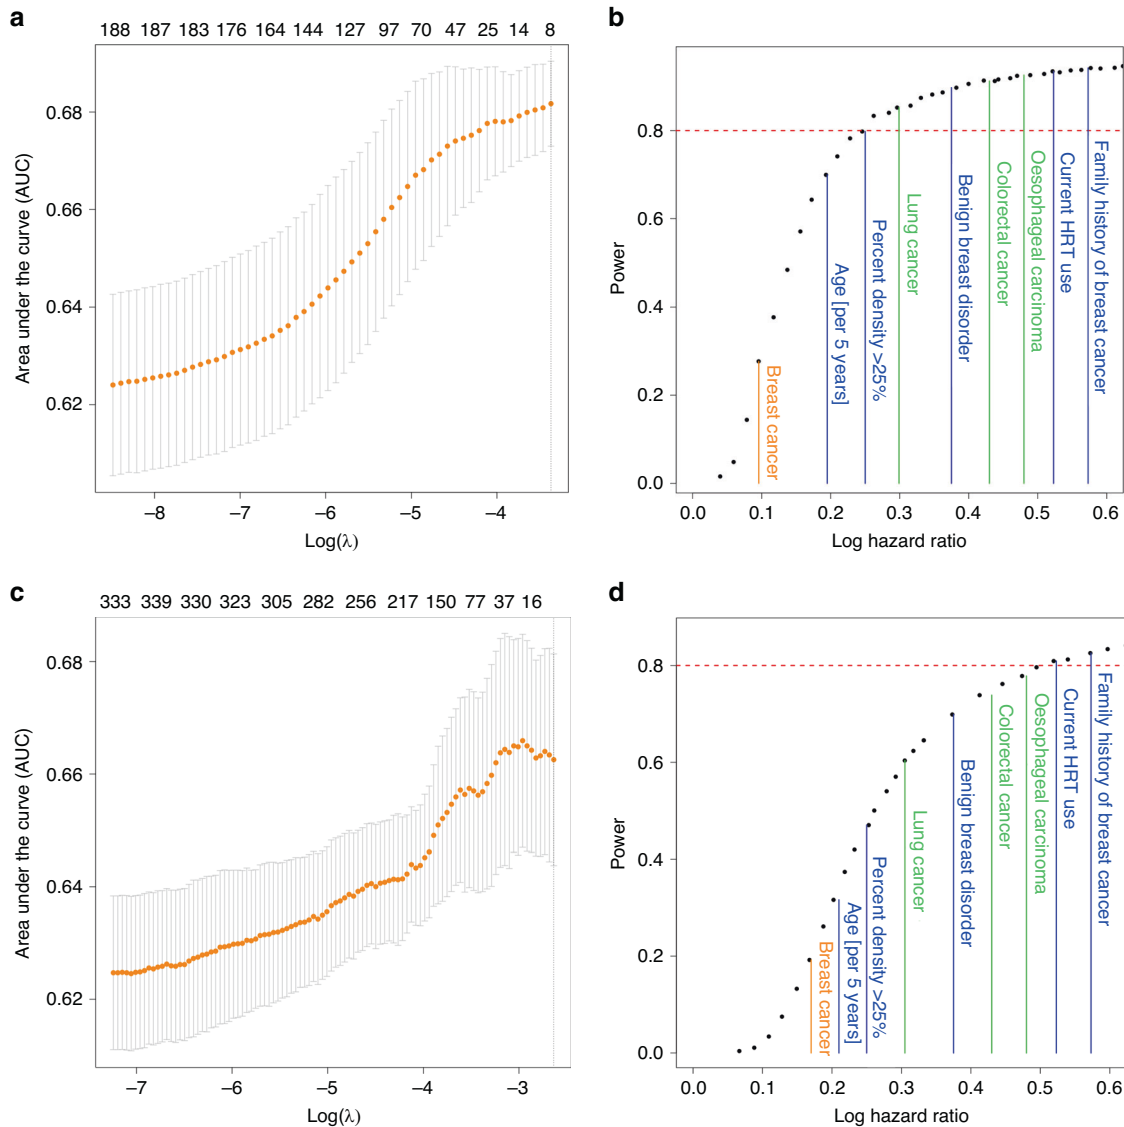 a
188 187 183 176 164 144 127 97 70 47 25 14 8
Area under the curve (AUC)
0.68
0.66
0.64
0.62
–8 –7 –6 –5 –4
Log(λ)
b
Power
0.8
0.6
0.4
0.2
0.0
Breast cancer
Age [per 5 years]
Percent density >25%
Lung cancer
Benign breast disorder
Colorectal cancer
Oesophageal carcinoma
Current HRT use
Family history of breast cancer
0.0 0.1 0.2 0.3 0.4 0.5 0.6
Log hazard ratio
c
333 339 330 323 305 282 256 217 150 77 37 16
Area under the curve (AUC)
0.68
0.66
0.64
0.62
–7 –6 –5 –4 –3
Log(λ)
d
Power
0.8
0.6
0.4
0.2
0.0
Breast cancer
Age [per 5 years]
Percent density >25%
Lung cancer
Benign breast disorder
Colorectal cancer
Oesophageal carcinoma
Current HRT use
Family history of breast cancer
0.0 0.1 0.2 0.3 0.4 0.5 0.6
Log hazard ratio